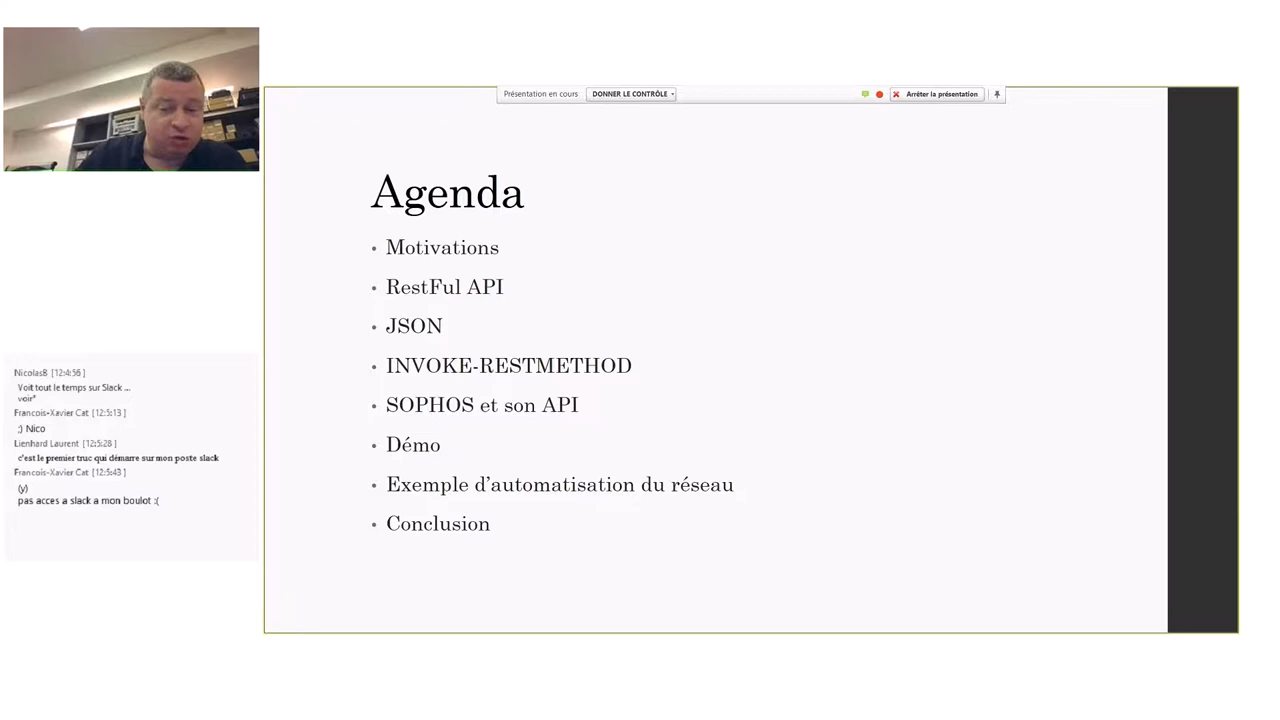 Présentation en cours
DONNER LE CONTRÔLE
Arrêter la présentation
Agenda
• Motivations
• RestFul API
• JSON
• INVOKE-RESTMETHOD
• SOPHOS et son API
• Démo
• Exemple d'automatisation du réseau
• Conclusion
NicolasB [12:4:56]
Voit tout le temps sur Slack ...
voir*
Francois-Xavier Cat [12:5:13]
;) Nico
Lienhard Laurent [12:5:28]
c'est le premier truc qui démarre sur mon poste slack
Francois-Xavier Cat [12:5:43]
(y)
pas acces a slack a mon boulot :(